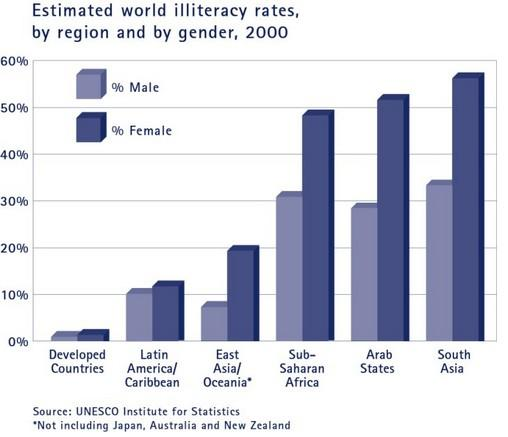 Estimated world illiteracy rates,
by region and by gender, 2000
60%
50%
40%
30%
20%
10%
0%
% Male
% Female
Developed
Countries
Latin
America/
Caribbean
East
Asia/
Oceania*
Sub-
Saharan
Africa
Arab
States
South
Asia
Source: UNESCO Institute for Statistics
*Not including Japan, Australia and New Zealand